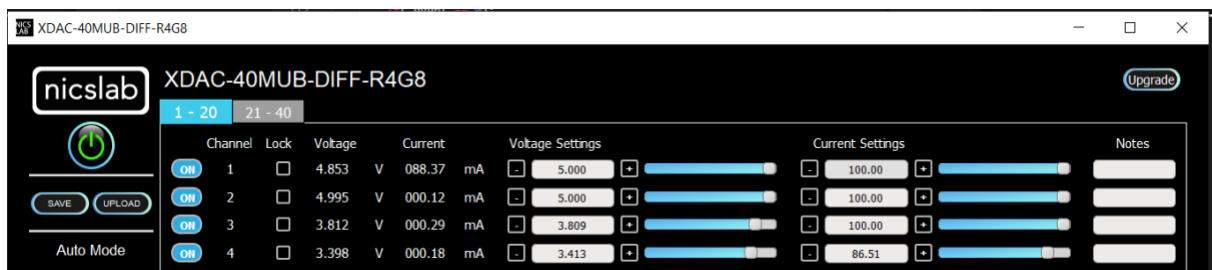 NICS LAB XDAC-40MUB-DIFF-R4G8
nicslab XDAC-40MUB-DIFF-R4G8 Upgrade
1 - 20 21 - 40
Channel Lock Voltage Current Voltage Settings Current Settings Notes
ON 1 4.853 V 088.37 mA - 5.000 + - 100.00 +
SAVE UPLOAD ON 2 4.995 V 000.12 mA - 5.000 + - 100.00 +
ON 3 3.812 V 000.29 mA - 3.809 + - 100.00 +
Auto Mode ON 4 3.398 V 000.18 mA - 3.413 + - 86.51 +